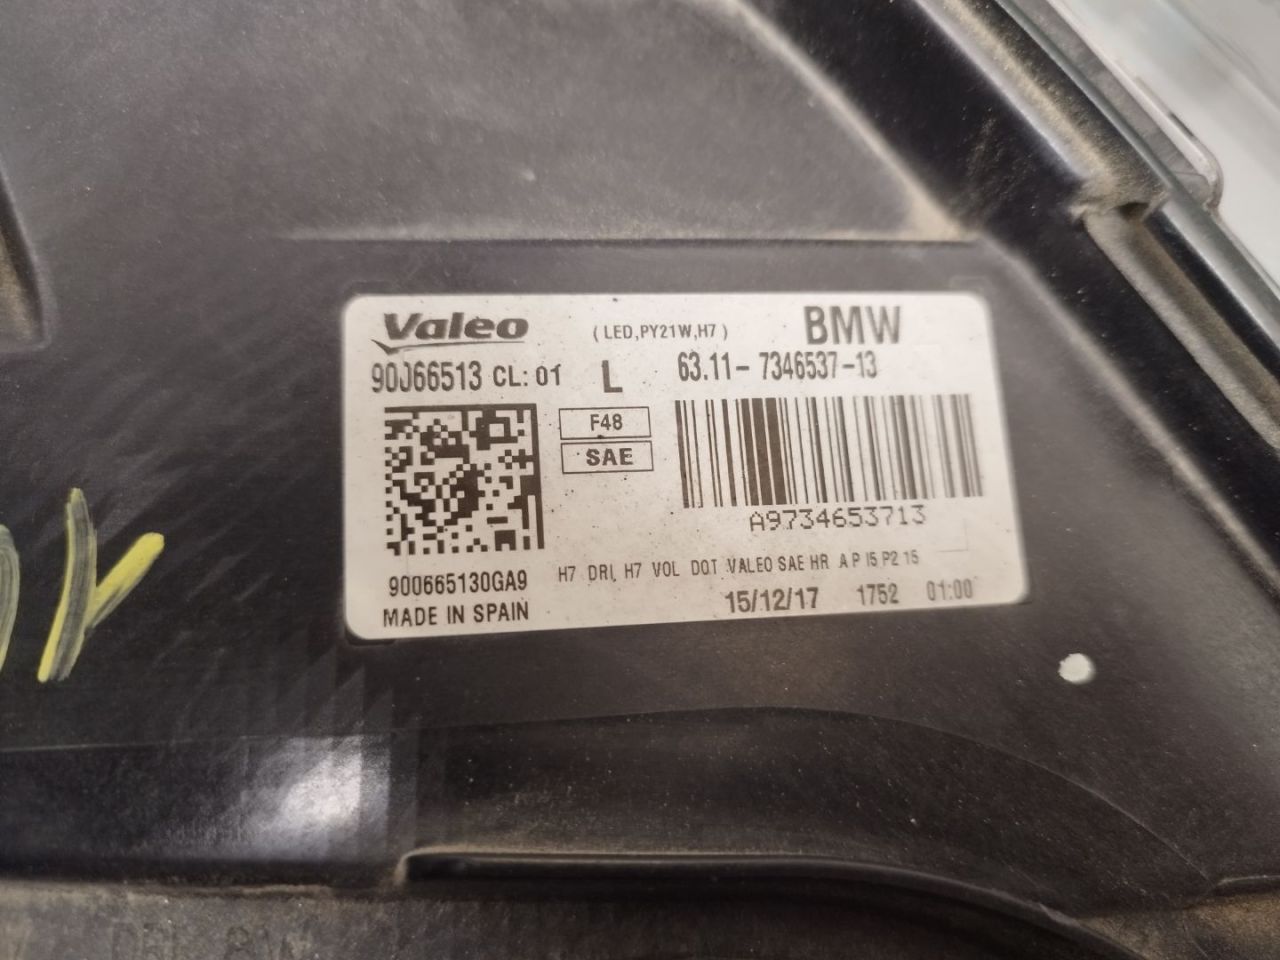 Valeo
(LED,PY21W,H7)
BMW
90J66513 CL: 01
L
63.11-7346537-13
F48
SAE
A9734653713
900665130GA9
H7 DRL H7 VOL DOT VALEO SAE HR A P I5 P2 15
MADE IN SPAIN
15/12/17 1752 01:00